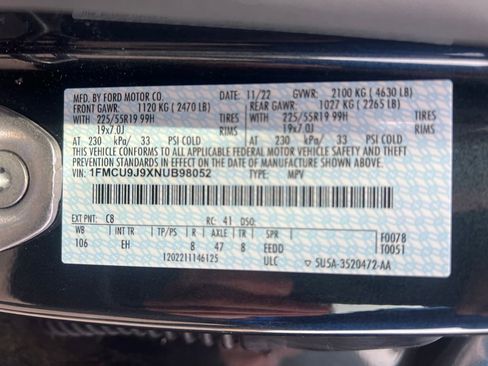 MFD. BY FORD MOTOR CO. DATE: 11/22 GVWR: 2100 KG ( 4630 LB)
FRONT GAWR: 1120 KG ( 2470 LB) REAR GAWR: 1027 KG ( 2265 LB)
WITH 225/55R19 99H TIRES WITH 225/55R19 99H TIRES
19x7.0J RIMS 19x7.0J RIMS
AT 230 kPa/ 33 PSI COLD AT 230 kPa/ 33 PSI COLD
THIS VEHICLE CONFORMS TO ALL APPLICABLE FEDERAL MOTOR VEHICLE SAFETY AND BUMPER
AND THEFT PREVENTION STANDARDS IN EFFECT ON THE DATE OF MANUFACTURE SHOWN ABOVE.
VIN: 1FMCU9J9XNUB98052 TYPE: MPV
EXT PNT: C8 RC: 41 DSO:
WB INT TR TP/PS R AXLE TR SPR
106 EH 8 47 8 EEDD
F0078
T0051
1202211146125 ULC ▽ 5U5A-3520472-AA